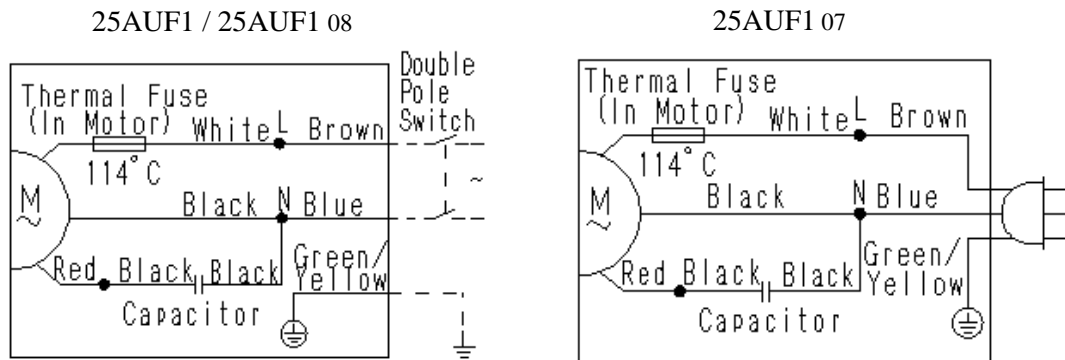 25AUF1 / 25AUF1 08
Double
Pole
Switch
Thermal Fuse
(In Motor)
White L Brown
114°C
M
~
~
Black N Blue
Red Black Black
Green/
Yellow
Capacitor
25AUF1 07
Thermal Fuse
(In Motor)
White L Brown
114°C
M
~
Black N Blue
Red Black Black
Green/
Yellow
Capacitor